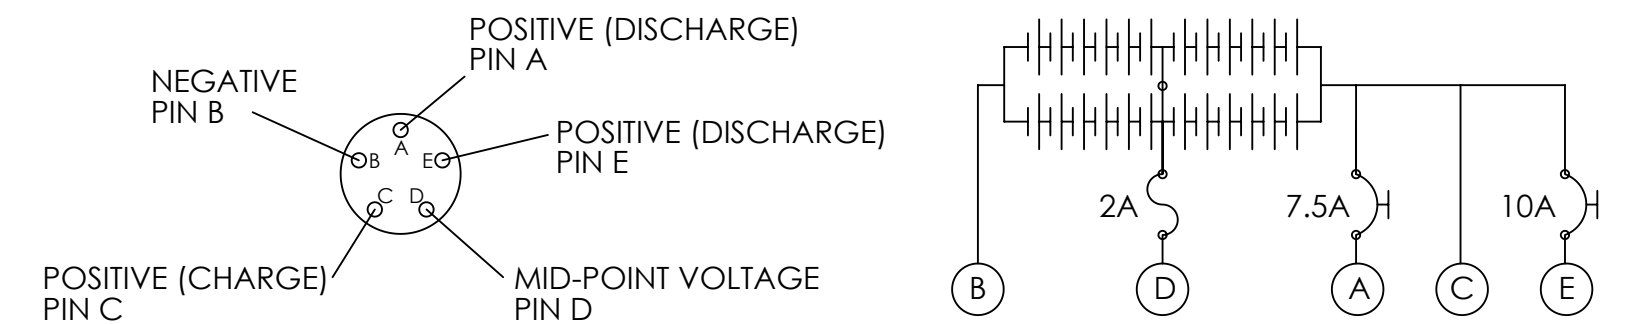 POSITIVE (DISCHARGE)
PIN A
NEGATIVE
PIN B
POSITIVE (DISCHARGE)
PIN E
A
B
E
C
D
POSITIVE (CHARGE)
PIN C
MID-POINT VOLTAGE
PIN D
2A
7.5A
10A
B
D
A
C
E